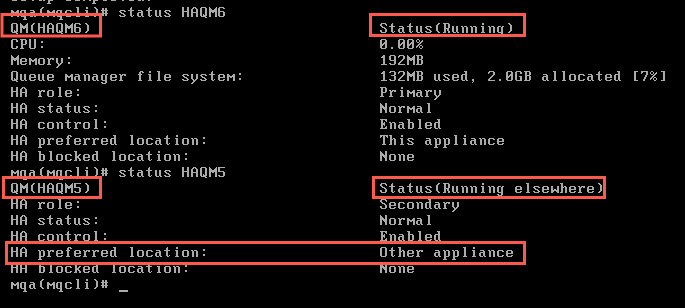 mqa(mqcli)# status HAQM6
QM(HAQM6) Status(Running)
CPU: 0.00%
Memory: 192MB
Queue manager file system: 132MB used, 2.0GB allocated [7%]
HA role: Primary
HA status: Normal
HA control: Enabled
HA preferred location: This appliance
HA blocked location: None
mqa(mqcli)# status HAQM5
QM(HAQM5) Status(Running elsewhere)
HA role: Secondary
HA status: Normal
HA control: Enabled
HA preferred location: Other appliance
HA blocked location: None
mqa(mqcli)# _